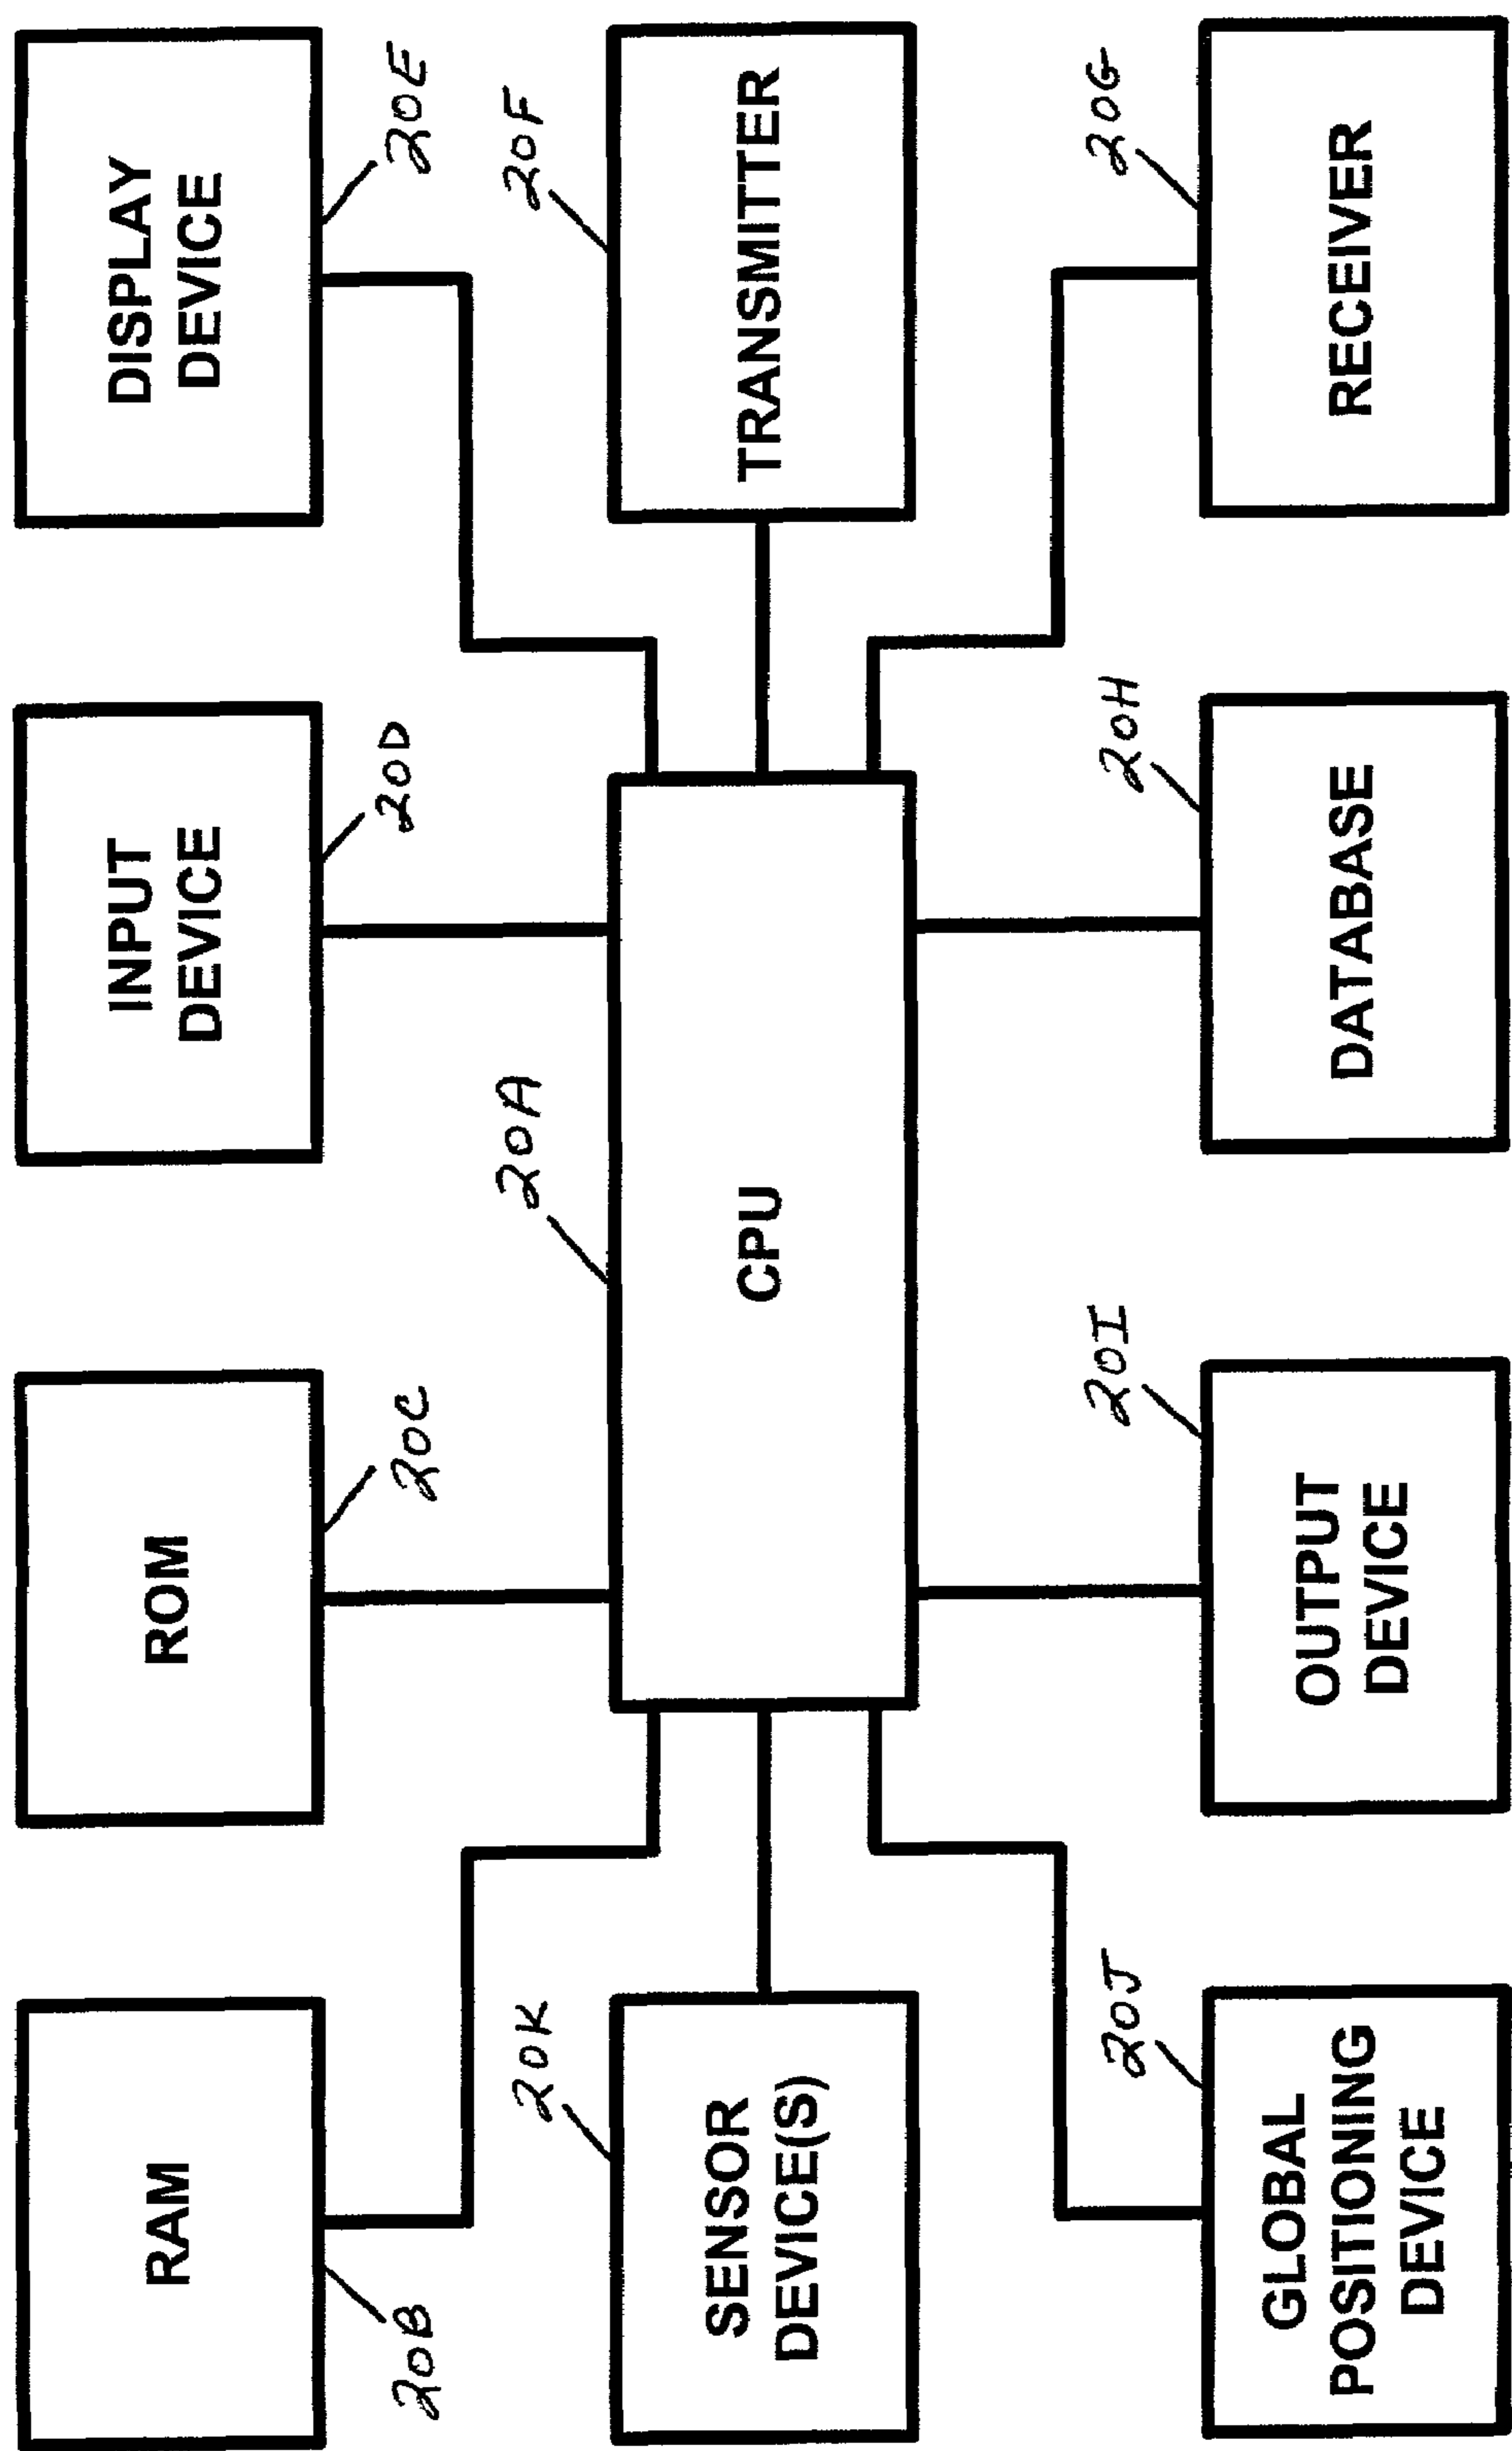 RAM
20B
ROM
20C
INPUT
DEVICE
20D
DISPLAY
DEVICE
20E
SENSOR
DEVICE(S)
20K
CPU
20A
TRANSMITTER
20F
GLOBAL
POSITIONING
DEVICE
20J
OUTPUT
DEVICE
20I
DATABASE
20H
RECEIVER
20G